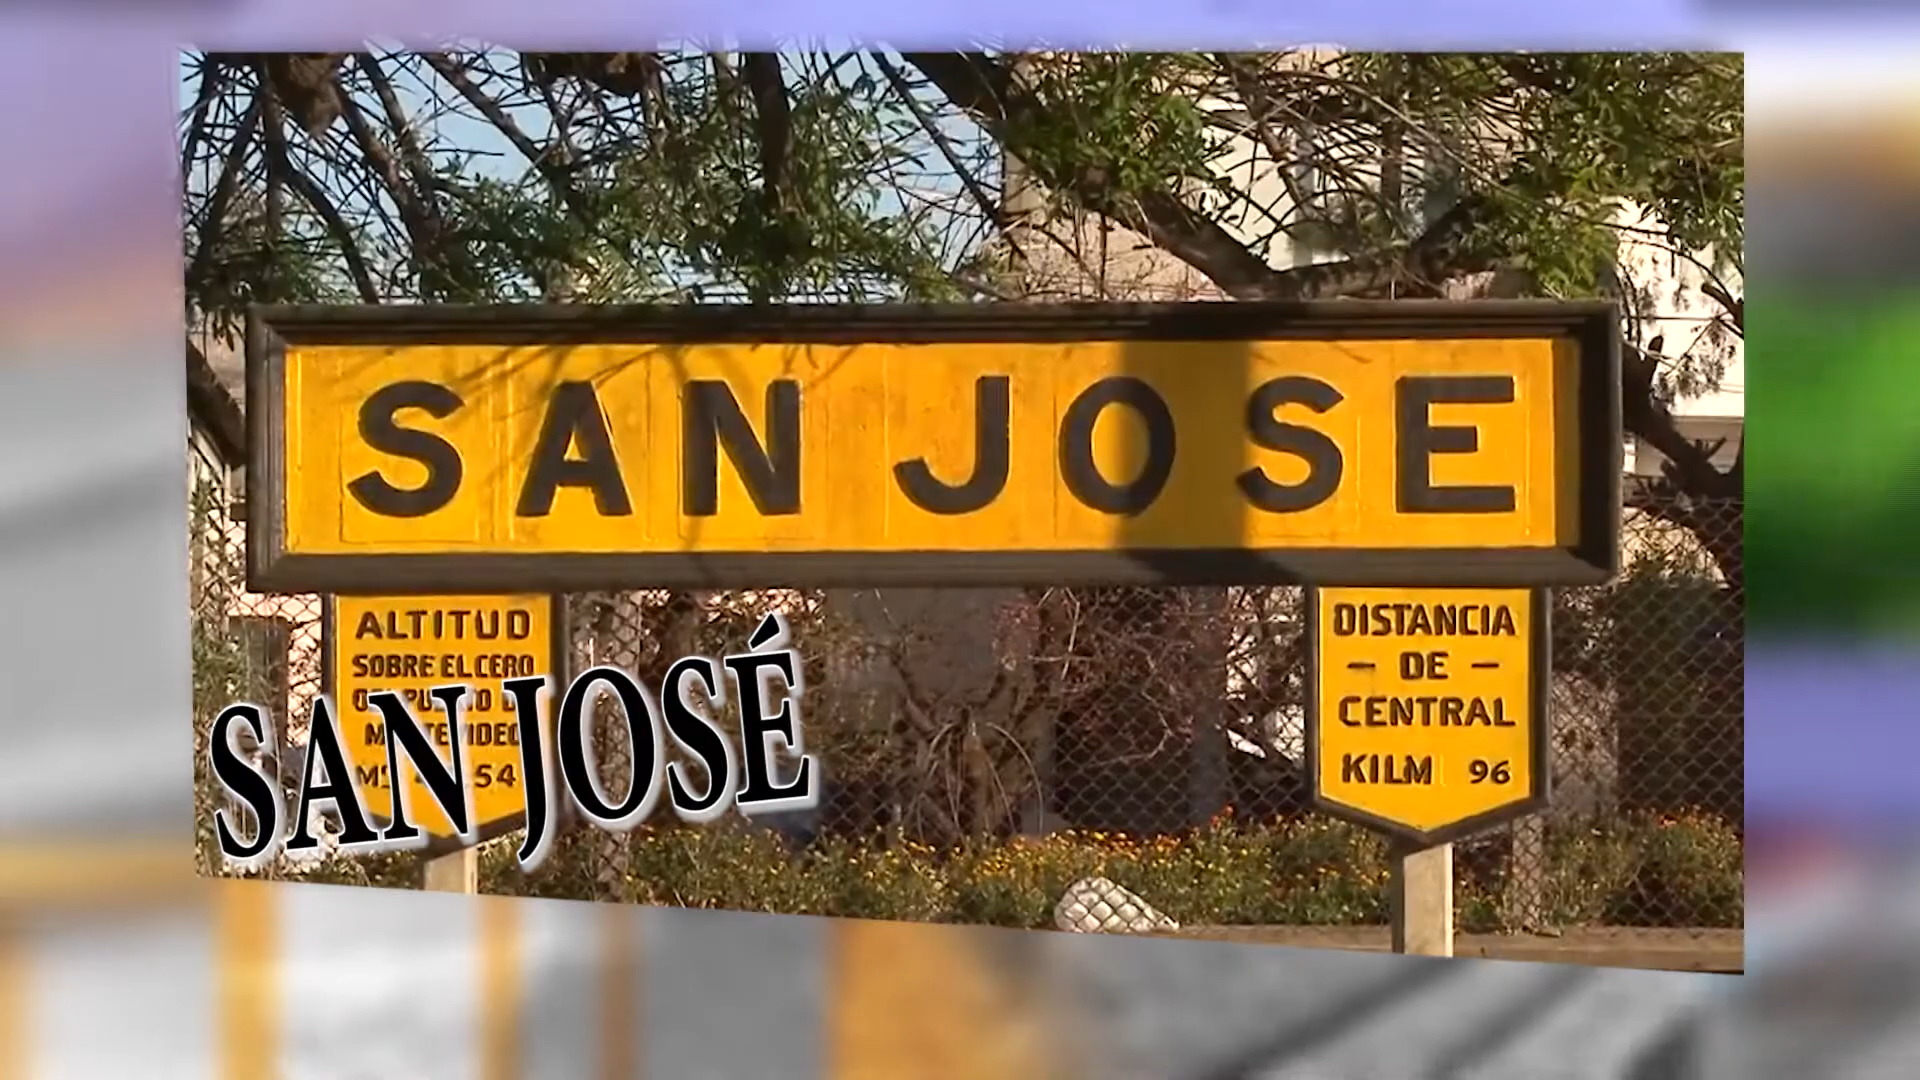 SAN JOSE
ALTITUD
SOBRE EL CERO
DISTANCIA
— DE —
CENTRAL
KILM 96
SAN JOSÉ